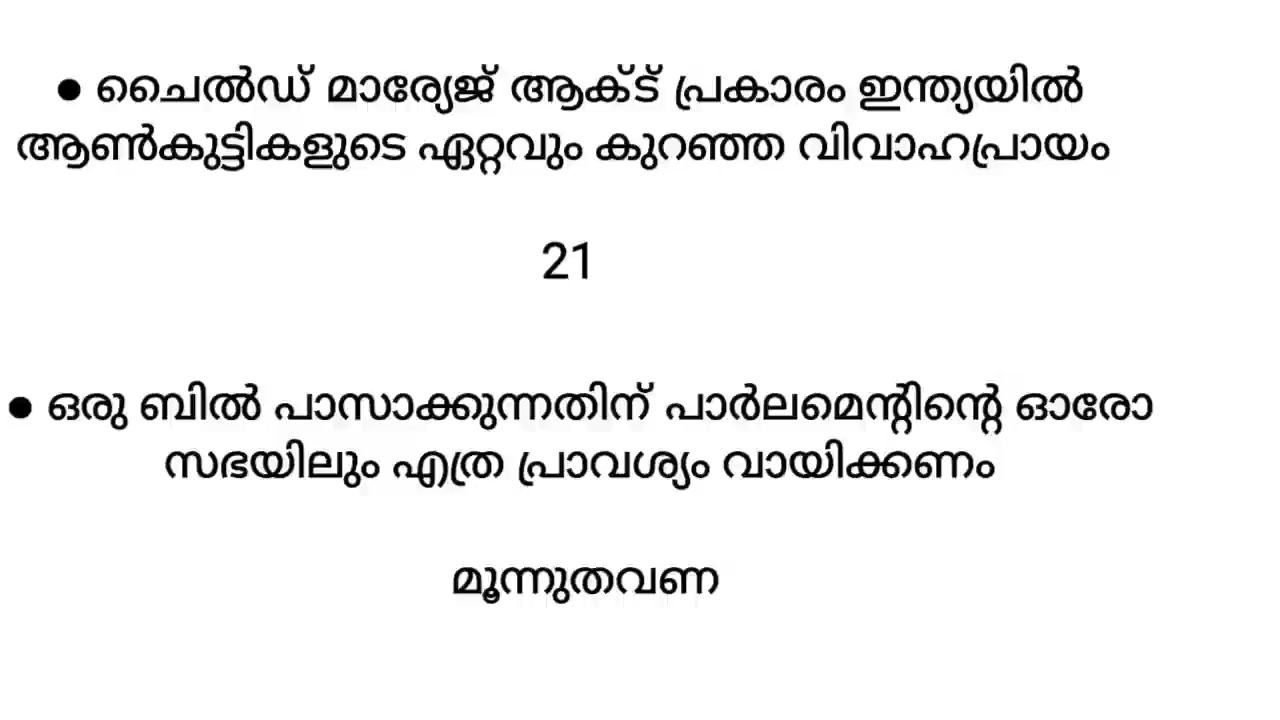 ● ചൈൽഡ് മാര്യേജ് ആക്ട് പ്രകാരം ഇന്ത്യയിൽ
ആൺകുട്ടികളുടെ ഏറ്റവും കുറഞ്ഞ വിവാഹപ്രായം
21
● ഒരു ബിൽ പാസാക്കുന്നതിന് പാർലമെന്റിന്റെ ഓരോ
സഭയിലും എത്ര പ്രാവശ്യം വായിക്കണം
മൂന്നുതവണ